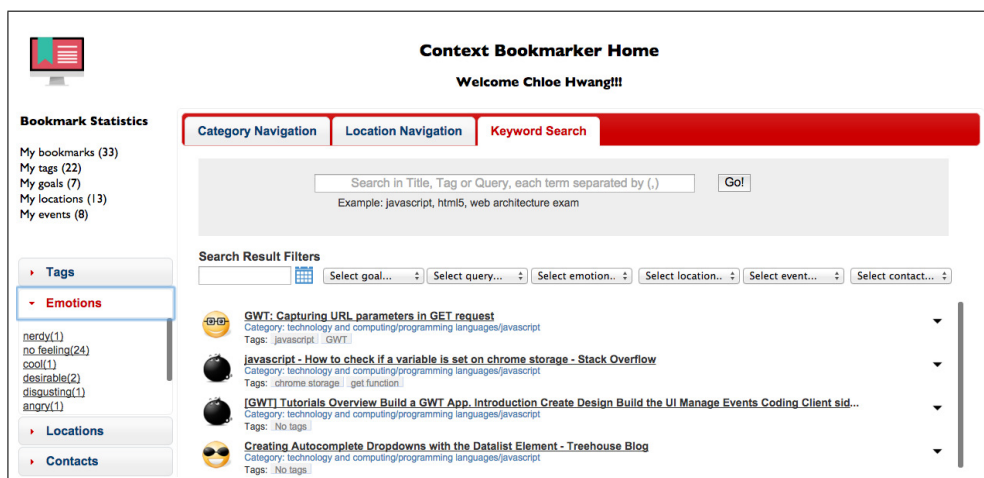 Context Bookmarker Home
Welcome Chloe Hwang!!!
Bookmark Statistics
My bookmarks (33)
My tags (22)
My goals (7)
My locations (13)
My events (8)
Tags
Emotions
nerdy(1)
no feeling(24)
cool(1)
desirable(2)
disgusting(1)
angry(1)
Locations
Contacts
Category Navigation Location Navigation Keyword Search
Search in Title, Tag or Query, each term separated by (,) Go!
Example: javascript, html5, web architecture exam
Search Result Filters
Select goal... Select query... Select emotion.. Select location.. Select event... Select contact...
GWT: Capturing URL parameters in GET request
Category: technology and computing/programming languages/javascript
Tags: javascript GWT
javascript - How to check if a variable is set on chrome storage - Stack Overflow
Category: technology and computing/programming languages/javascript
Tags: chrome storage get function
[GWT] Tutorials Overview Build a GWT App. Introduction Create Design Build the UI Manage Events Coding Client sid...
Category: technology and computing/programming languages/javascript
Tags: No tags
Creating Autocomplete Dropdowns with the Datalist Element - Treehouse Blog
Category: technology and computing/programming languages/javascript
Tags: No tags